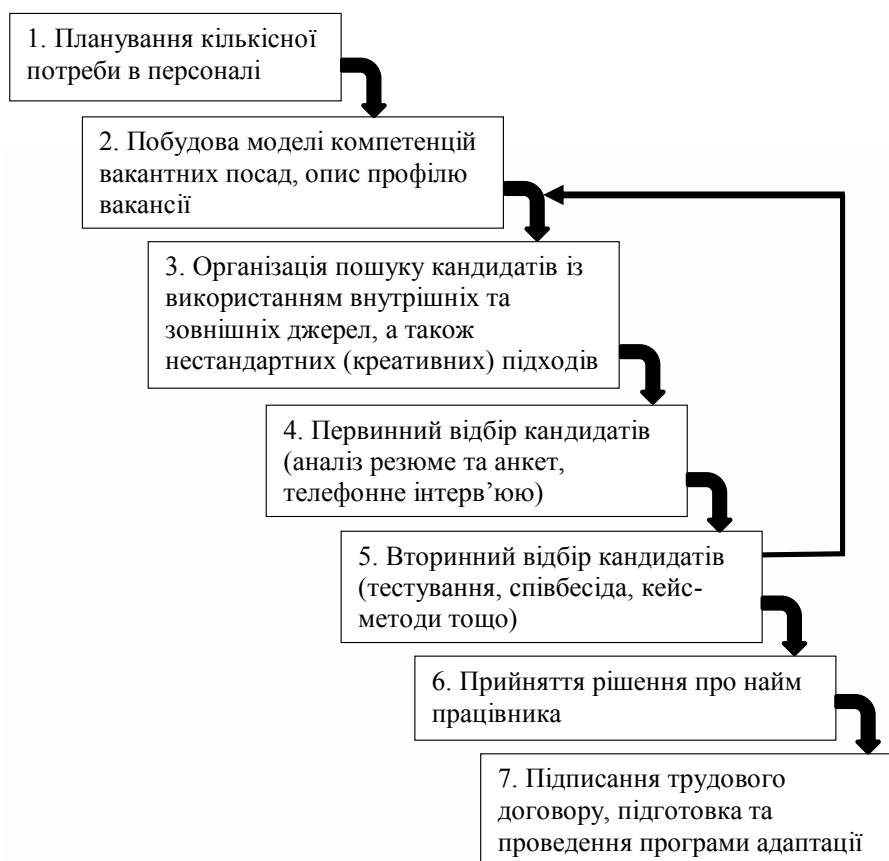 1. Планування кількісної
потреби в персоналі
2. Побудова моделі компетенцій
вакантних посад, опис профілю
вакансії
3. Організація пошуку кандидатів із
використанням внутрішніх та
зовнішніх джерел, а також
нестандартних (креативних) підходів
4. Первинний відбір кандидатів
(аналіз резюме та анкет,
телефонне інтерв’юю)
5. Вторинний відбір кандидатів
(тестування, співбесіда, кейс-
методи тощо)
6. Прийняття рішення про найм
працівника
7. Підписання трудового
договору, підготовка та
проведення програми адаптації